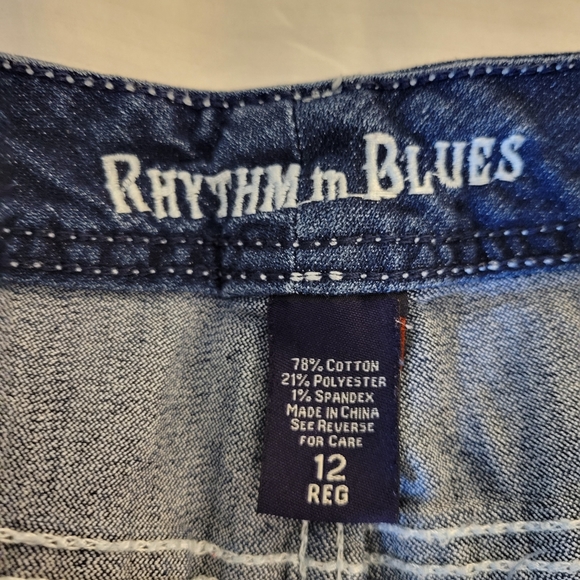 RHYTHM in BLUES
78% COTTON
21% POLYESTER
1% SPANDEX
MADE IN CHINA
SEE REVERSE
FOR CARE
12
REG